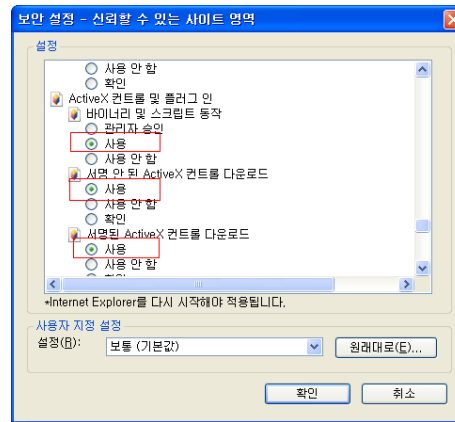 보안 설정 - 신뢰할 수 있는 사이트 영역
설정
사용 안 함
확인
ActiveX 컨트롤 및 플러그 인
바이너리 및 스크립트 동작
관리자 승인
사용
사용 안 함
서명 안 된 ActiveX 컨트롤 다운로드
사용
사용 안 함
확인
서명된 ActiveX 컨트롤 다운로드
사용
사용 안 함
*Internet Explorer를 다시 시작해야 적용됩니다.
사용자 지정 설정
설정(R): 보통 (기본값) 원래대로(E)...
확인 취소